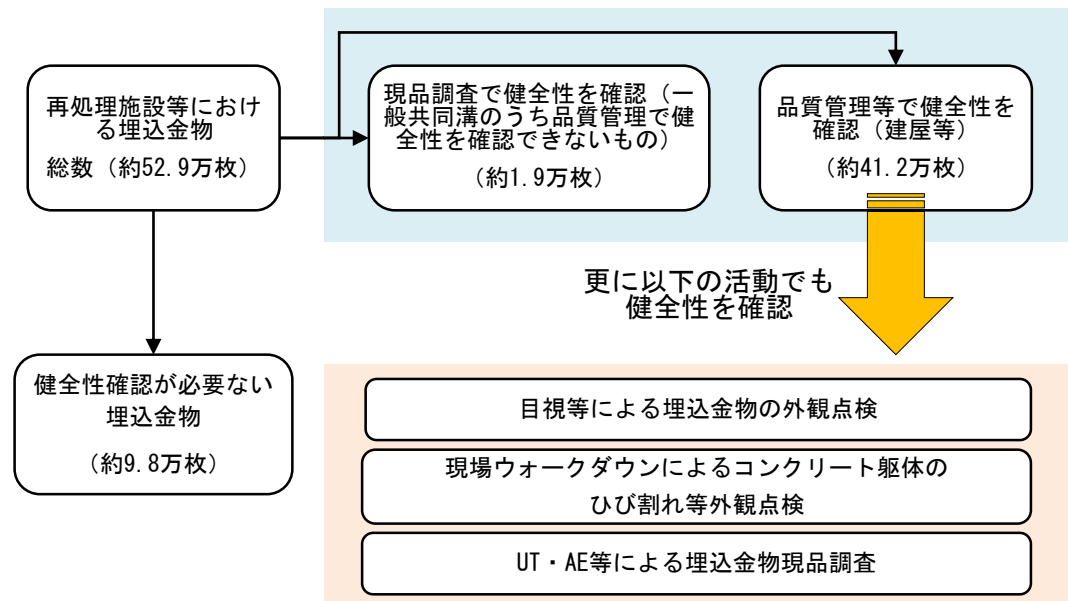 再処理施設等におけ
る埋込金物
総数（約52.9万枚）
現品調査で健全性を確認（一
般共同溝のうち品質管理で健
全性を確認できないもの）
（約1.9万枚）
品質管理等で健全性を
確認（建屋等）
（約41.2万枚）
更に以下の活動でも
健全性を確認
健全性確認が必要ない
埋込金物
（約9.8万枚）
目視等による埋込金物の外観点検
現場ウォークダウンによるコンクリート躯体の
ひび割れ等外観点検
UT・AE等による埋込金物現品調査